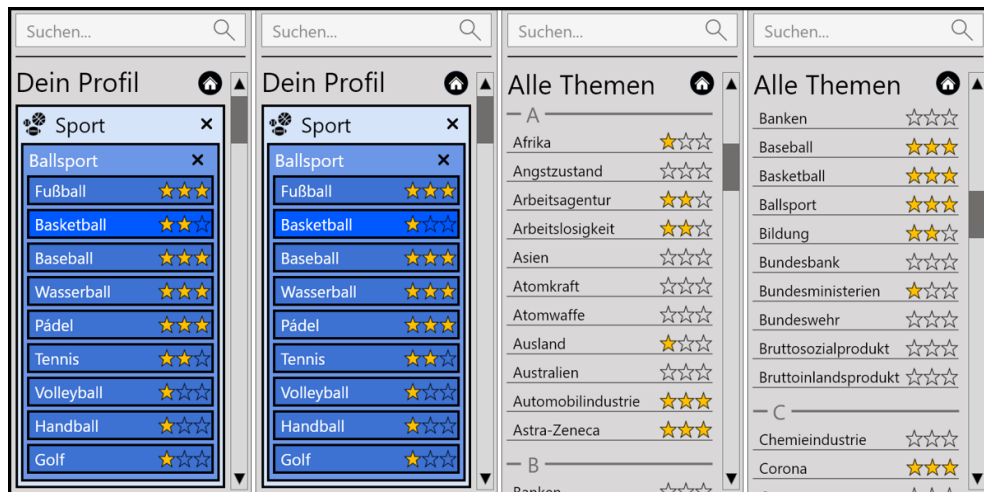 Suchen...
Dein Profil
Sport
Ballsport
Fußball
Basketball
Baseball
Wasserball
Pádel
Tennis
Volleyball
Handball
Golf
Suchen...
Dein Profil
Sport
Ballsport
Fußball
Basketball
Baseball
Wasserball
Pádel
Tennis
Volleyball
Handball
Golf
Suchen...
Alle Themen
A
Afrika
Angstzustand
Arbeitsagentur
Arbeitslosigkeit
Asien
Atomkraft
Atomwaffe
Ausland
Australien
Automobilindustrie
Astra-Zeneca
B
Banken
Suchen...
Alle Themen
Banken
Baseball
Basketball
Ballsport
Bildung
Bundesbank
Bundesministerien
Bundeswehr
Bruttosozialprodukt
Bruttoinlandsprodukt
C
Chemieindustrie
Corona